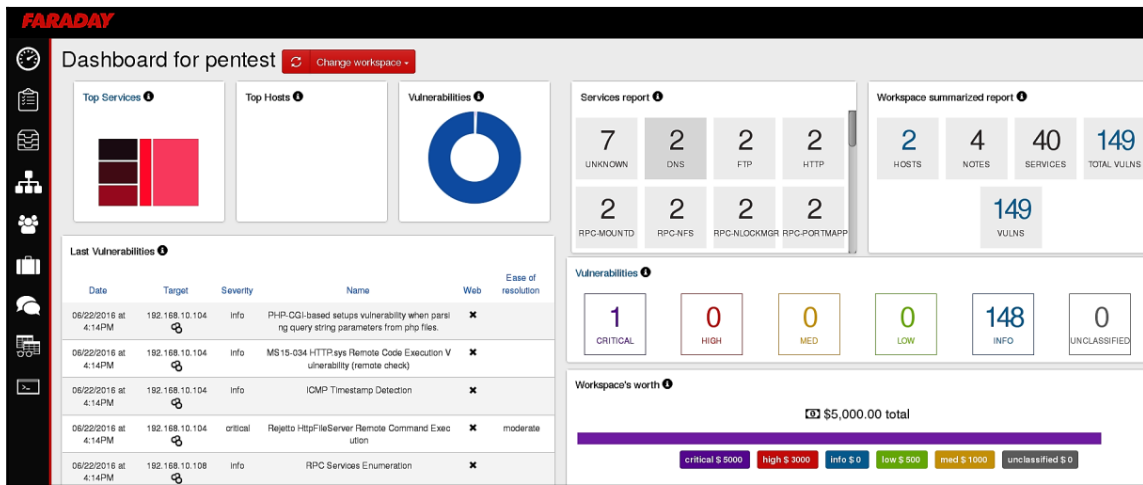 FARADAY
Dashboard for pentest
Change workspace
Top Services
Top Hosts
Vulnerabilities
Services report
7
UNKNOWN
2
DNS
2
FTP
2
HTTP
2
RPC-MOUNTD
2
RPC-NFS
2
RPC-NLOCKMGR
2
RPC-PORTMAPP
Workspace summarized report
2
HOSTS
4
NOTES
40
SERVICES
149
TOTAL VULNS
149
VULNS
Last Vulnerabilities
Date Target Severity Name Web Ease of
resolution
06/22/2016 at 192.168.10.104 info PHP-CGI-based setups vulnerability when parsi
4:14PM ng query string parameters from php files.
06/22/2016 at 192.168.10.104 info MS15-034 HTTP.sys Remote Code Execution V
4:14PM ulnerability (remote check)
06/22/2016 at 192.168.10.104 info ICMP Timestamp Detection
4:14PM
06/22/2016 at 192.168.10.104 critical Rejetto HttpFileServer Remote Command Exec moderate
4:14PM ution
06/22/2016 at 192.168.10.108 info RPC Services Enumeration
4:14PM
Vulnerabilities
1
CRITICAL
0
HIGH
0
MED
0
LOW
148
INFO
0
UNCLASSIFIED
Workspace's worth
$5,000.00 total
critical $ 5000 high $ 3000 info $ 0 low $ 500 med $ 1000 unclassified $ 0